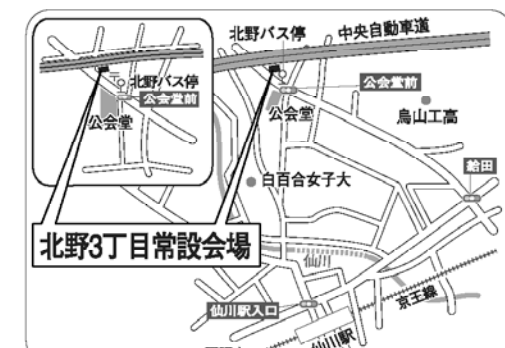 北野バス停
中央自動車道
北野バス停
公会堂前
公会堂
公会堂前
公会堂
烏山工高
給田
白百合女子大
北野3丁目常設会場
仙川
仙川駅入口
京王線
仙川駅